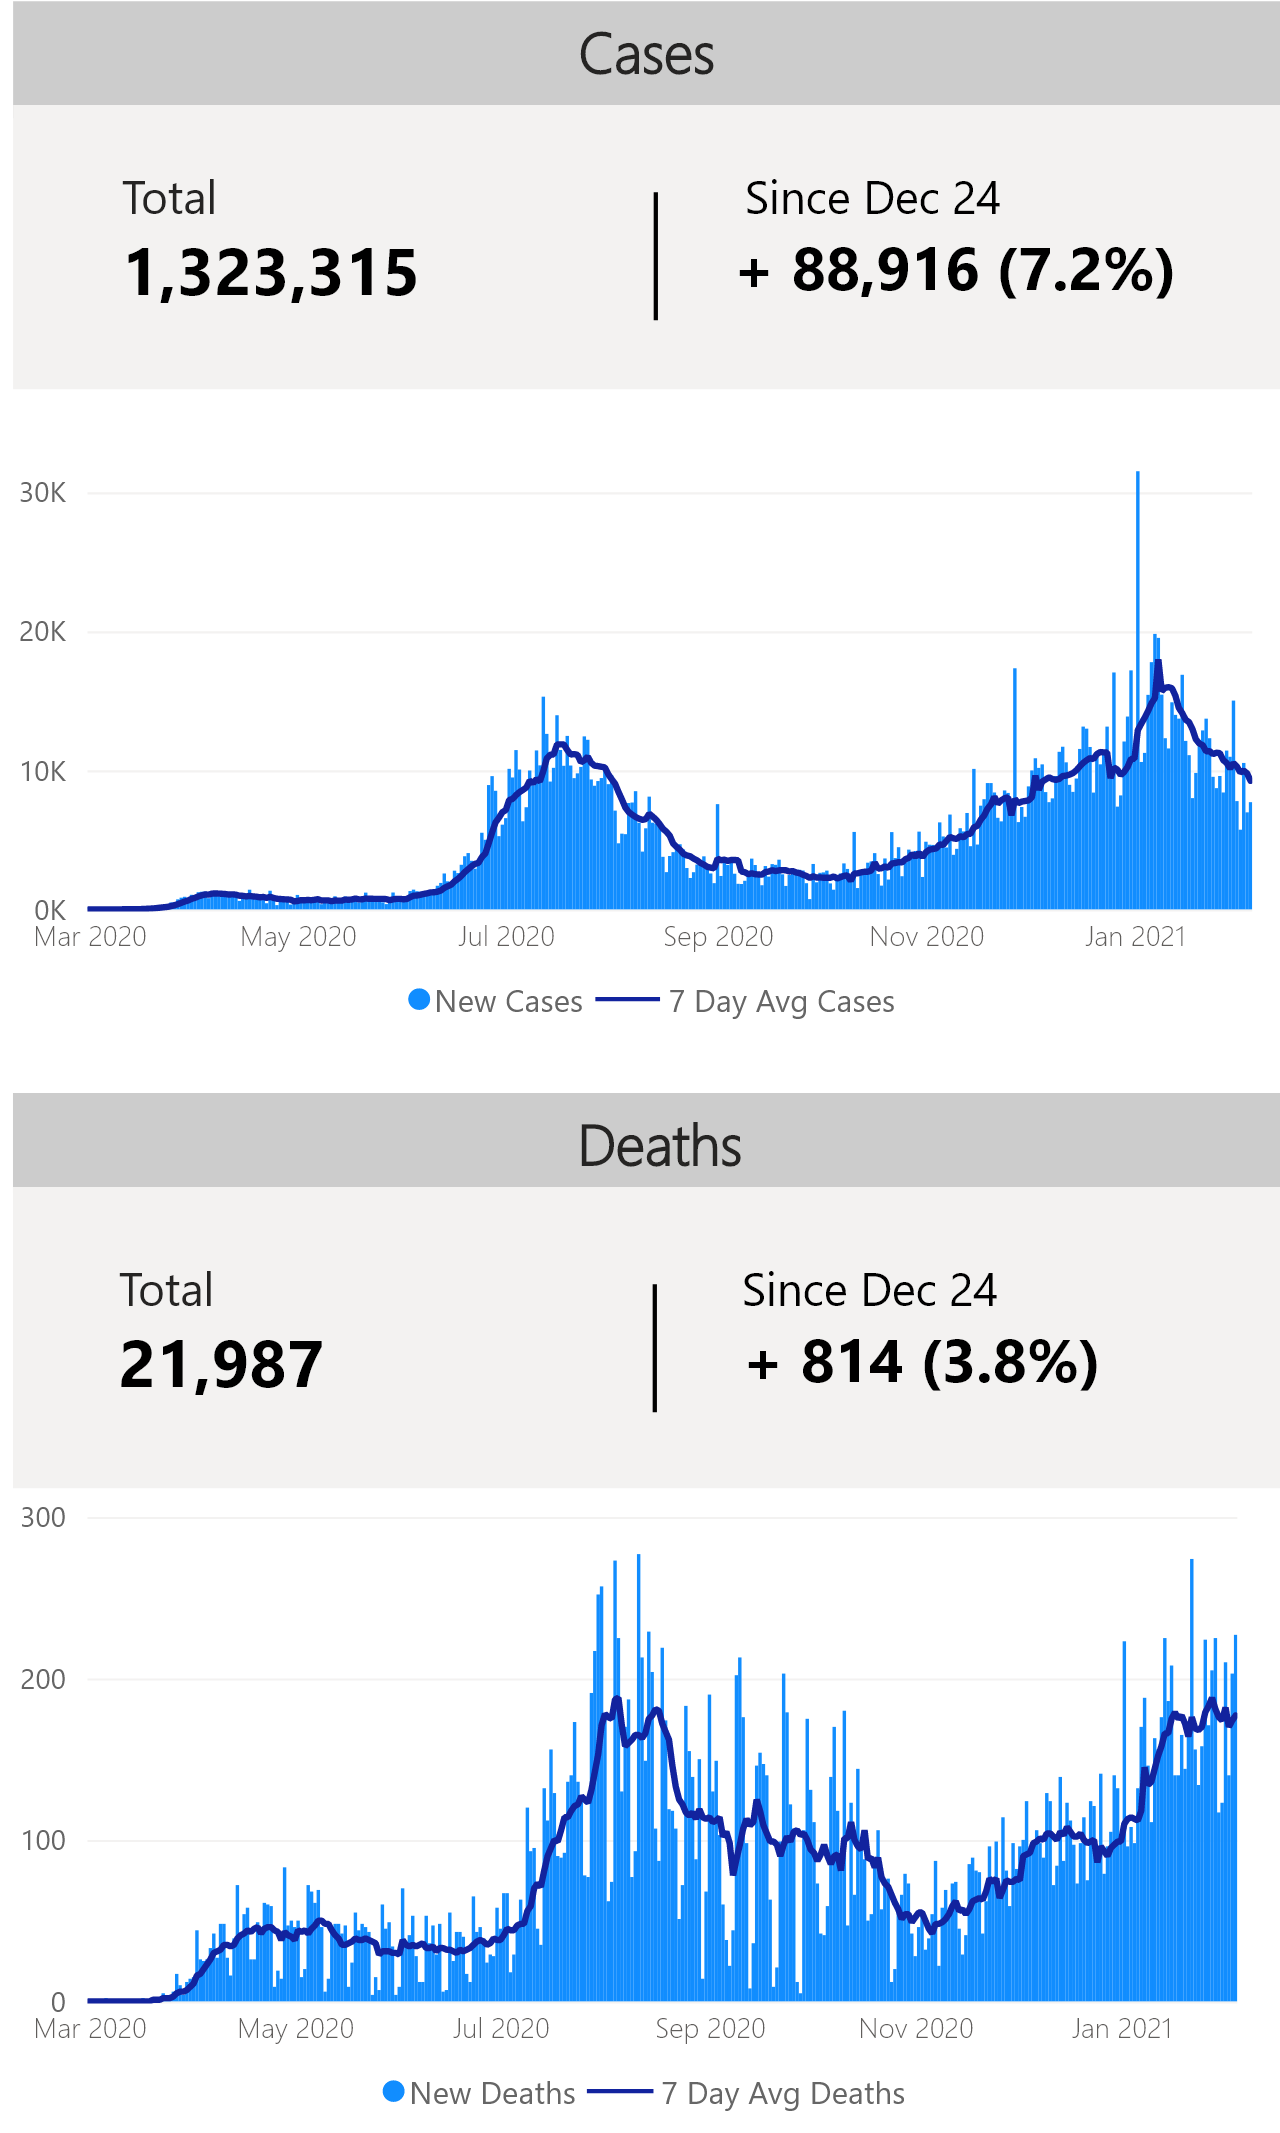 Cases
Total
Since Dec 24
1,323,315
+ 88,916 (7.2%)
30K
20K
10K
0K
Mar 2020 May 2020 Jul 2020 Sep 2020 Nov 2020 Jan 2021
New Cases 7 Day Avg Cases
Deaths
Total
Since Dec 24
21,987
+ 814 (3.8%)
300
200
100
0
Mar 2020 May 2020 Jul 2020 Sep 2020 Nov 2020 Jan 2021
New Deaths 7 Day Avg Deaths